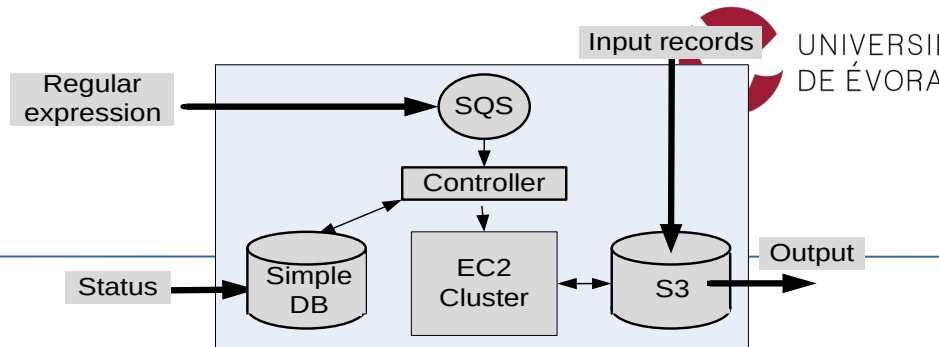 Input records
UNIVERSI
DE ÉVORA
Regular
expression
SQS
Controller
Simple
DB
EC2
Cluster
S3
Output
Status